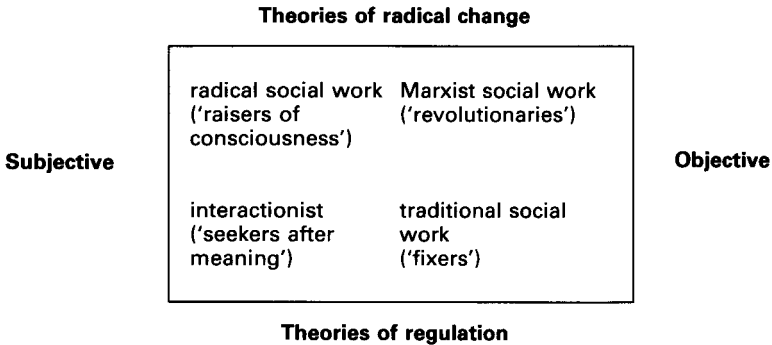 Theories of radical change
radical social work
('raisers of
consciousness')
Marxist social work
('revolutionaries')
Subjective
Objective
interactionist
('seekers after
meaning')
traditional social
work
('fixers')
Theories of regulation